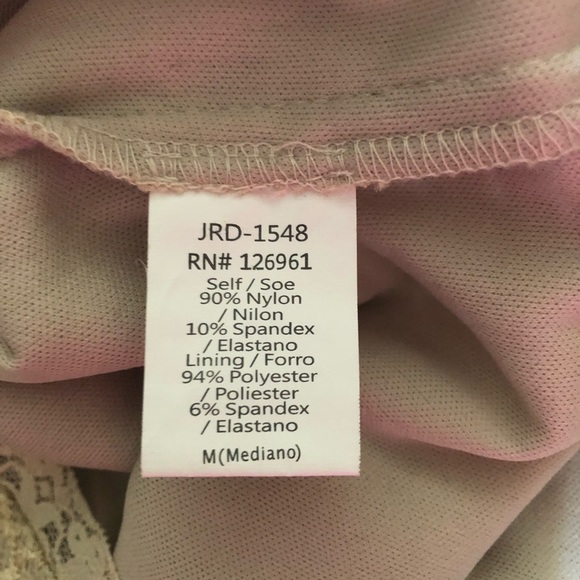 JRD-1548
RN# 126961
Self / Soe
90% Nylon
/ Nilon
10% Spandex
/ Elastano
Lining / Forro
94% Polyester
/ Poliester
6% Spandex
/ Elastano
M(Mediano)